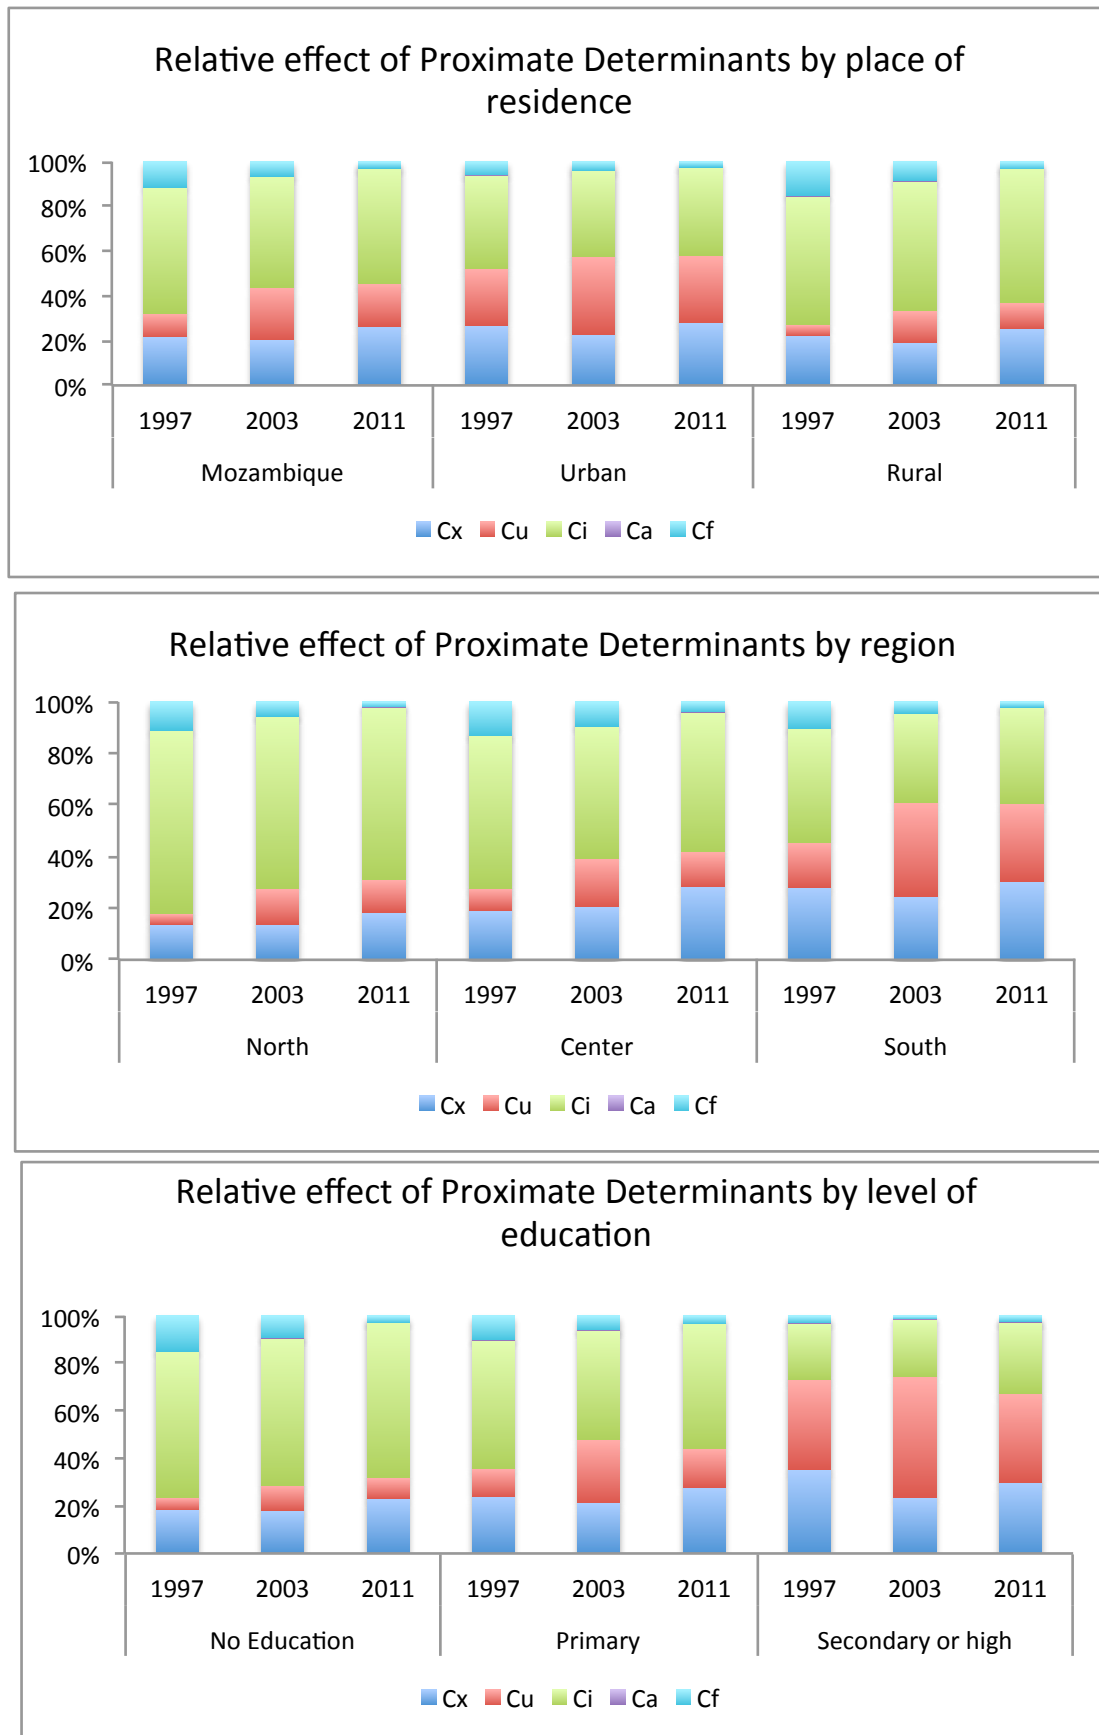 Relative effect of Proximate Determinants by place of
residence
100%
80%
60%
40%
20%
0%
1997 2003 2011 1997 2003 2011 1997 2003 2011
Mozambique Urban Rural
Cx Cu Ci Ca Cf
Relative effect of Proximate Determinants by region
100%
80%
60%
40%
20%
0%
1997 2003 2011 1997 2003 2011 1997 2003 2011
North Center South
Cx Cu Ci Ca Cf
Relative effect of Proximate Determinants by level of
education
100%
80%
60%
40%
20%
0%
1997 2003 2011 1997 2003 2011 1997 2003 2011
No Education Primary Secondary or high
Cx Cu Ci Ca Cf